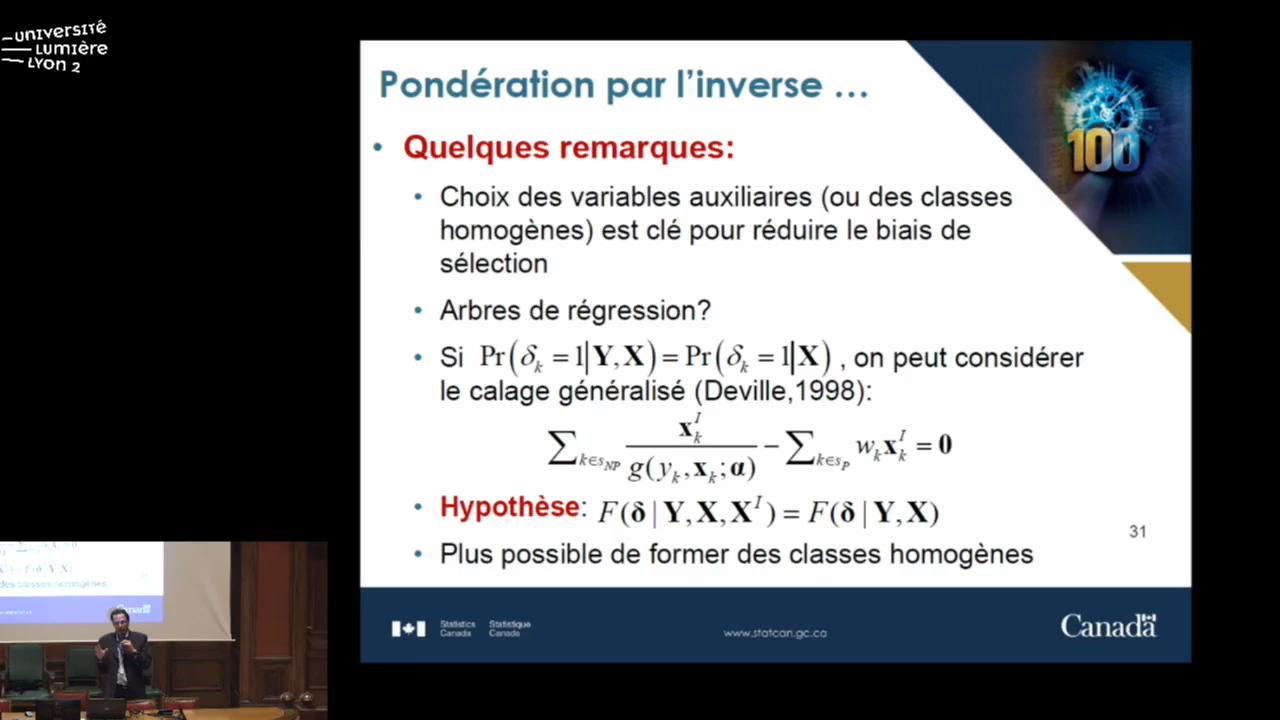 université
Lumière
Lyon 2
Pondération par l'inverse …
100
• Quelques remarques:
• Choix des variables auxiliaires (ou des classes
homogènes) est clé pour réduire le biais de
sélection
• Arbres de régression?
• Si Pr(δ_k = 1|Y, X) = Pr(δ_k = 1|X) , on peut considérer
le calage généralisé (Deville,1998):
∑_{k∈s_NP} x_k^I / g(y_k, x_k; α) − ∑_{k∈s_P} w_k x_k^I = 0
• Hypothèse: F(δ | Y, X, X^I) = F(δ | Y, X)
31
• Plus possible de former des classes homogènes
Statistics Statistique
Canada Canada
www.statcan.gc.ca
Canada
des classes homogènes